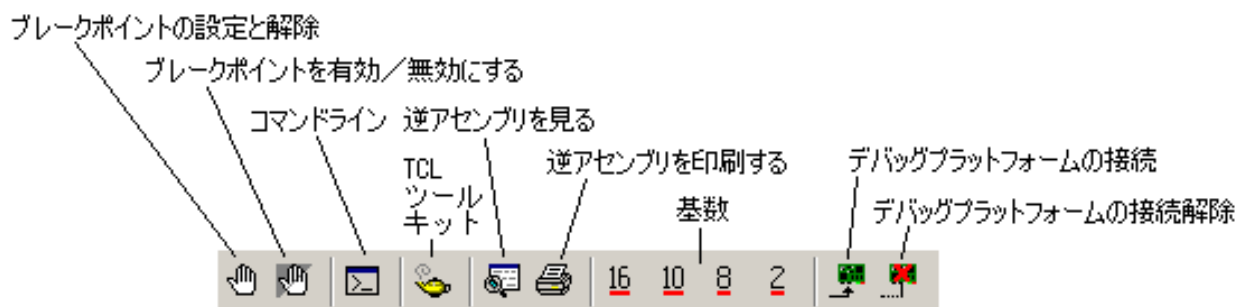 ブレークポイントの設定と解除
ブレークポイントを有効／無効にする
コマンドライン
逆アセンブリを見る
TCL
ツール
キット
逆アセンブリを印刷する
基数
デバッグプラットフォームの接続
デバッグプラットフォームの接続解除
16 10 8 2